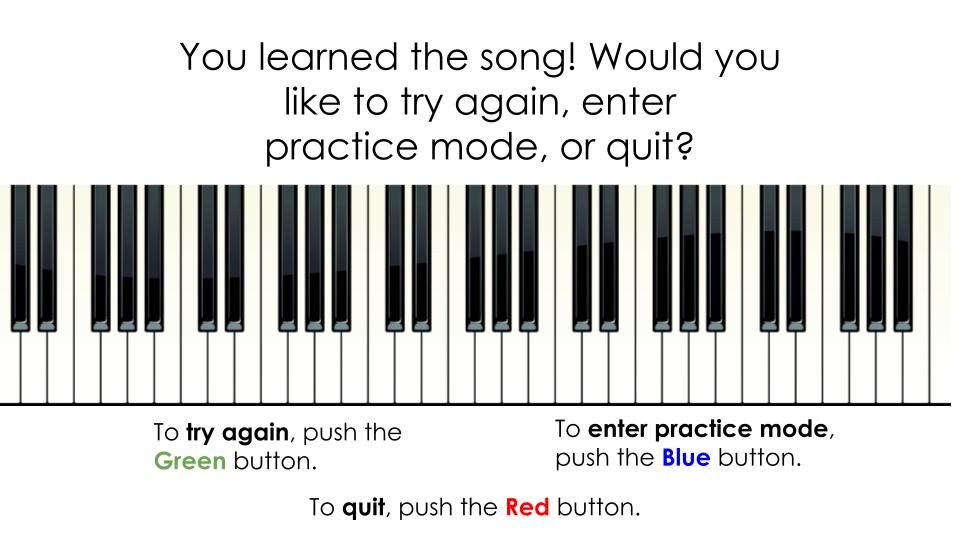 You learned the song! Would you
like to try again, enter
practice mode, or quit?
To try again, push the
Green button.
To enter practice mode,
push the Blue button.
To quit, push the Red button.